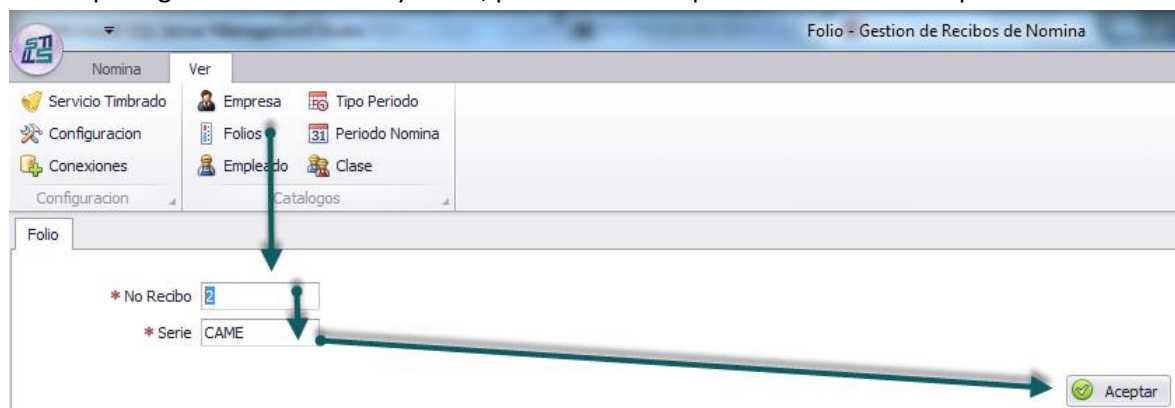 Folio - Gestion de Recibos de Nomina
Nomina Ver
Servicio Timbrado Empresa Tipo Periodo
Configuracion Folios 31 Periodo Nomina
Conexiones Empleado Clase
Configuracion Catalogos
Folio
* No Recibo 2
* Serie CAME
Aceptar